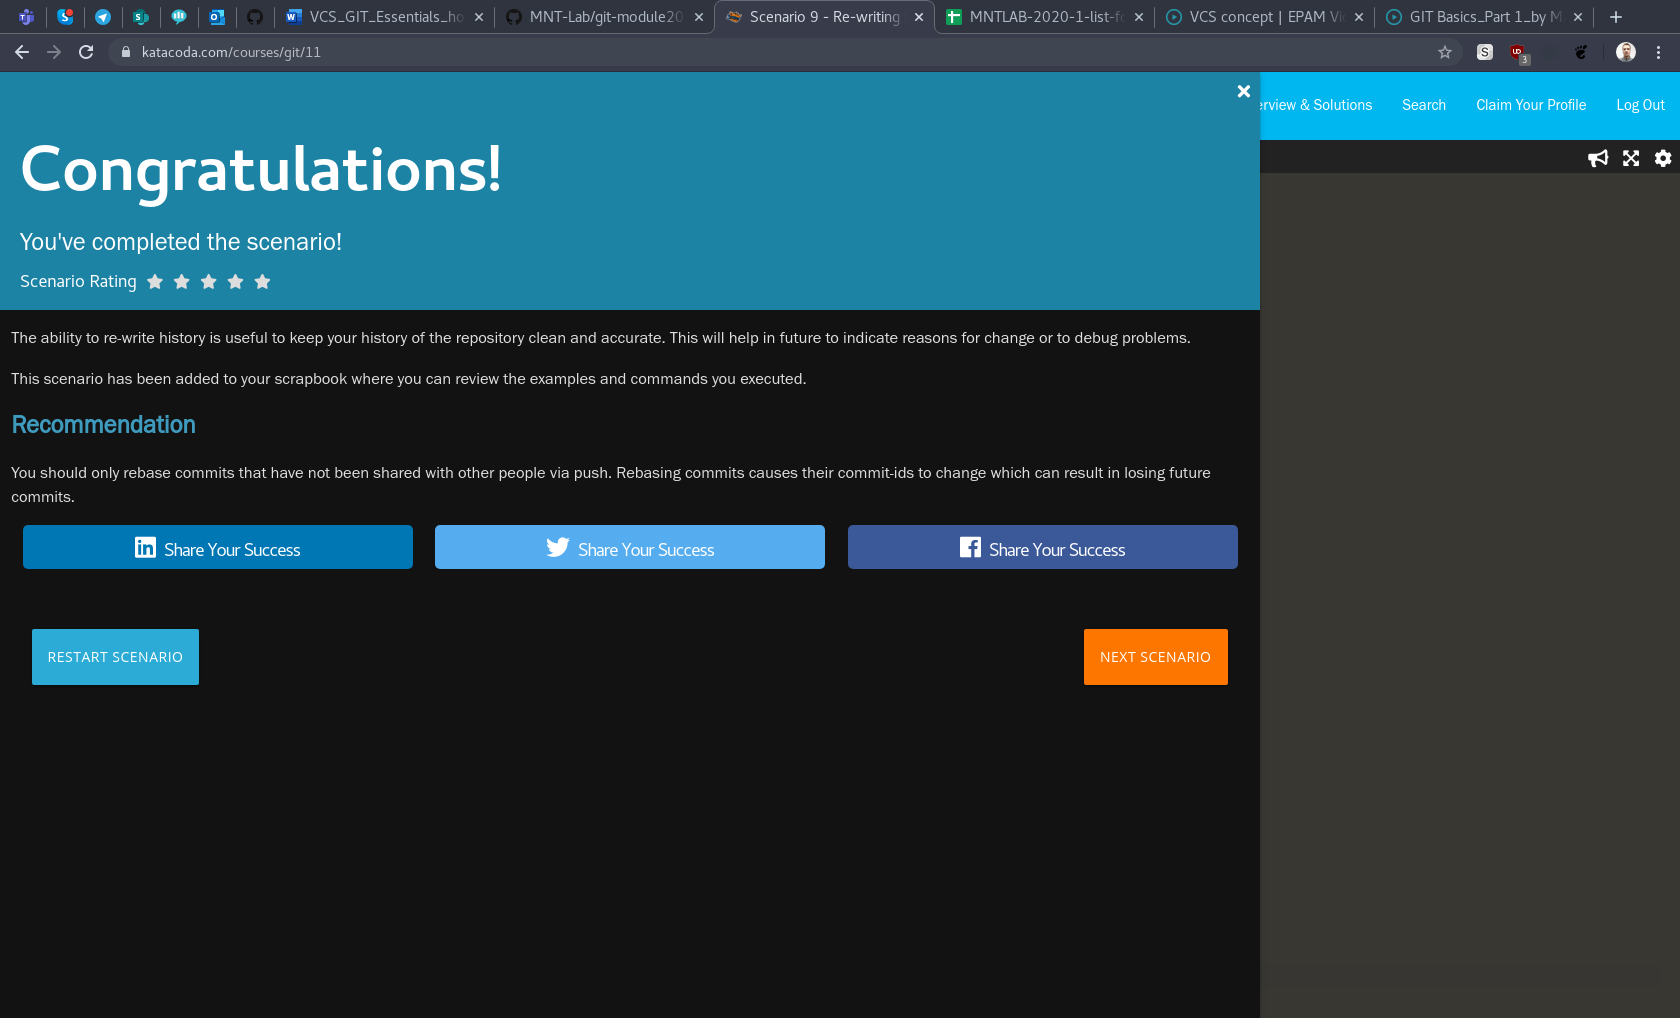 VCS_GIT_Essentials_ho
MNT-Lab/git-module20
Scenario 9 - Re-writing
MNTLAB-2020-1-list-fo
VCS concept | EPAM Vi
GIT Basics_Part 1_by M
katacoda.com/courses/git/11
S
3
erview & Solutions
Search
Claim Your Profile
Log Out
Congratulations!
You've completed the scenario!
Scenario Rating
The ability to re-write history is useful to keep your history of the repository clean and accurate. This will help in future to indicate reasons for change or to debug problems.
This scenario has been added to your scrapbook where you can review the examples and commands you executed.
Recommendation
You should only rebase commits that have not been shared with other people via push. Rebasing commits causes their commit-ids to change which can result in losing future
commits.
Share Your Success
Share Your Success
Share Your Success
RESTART SCENARIO
NEXT SCENARIO